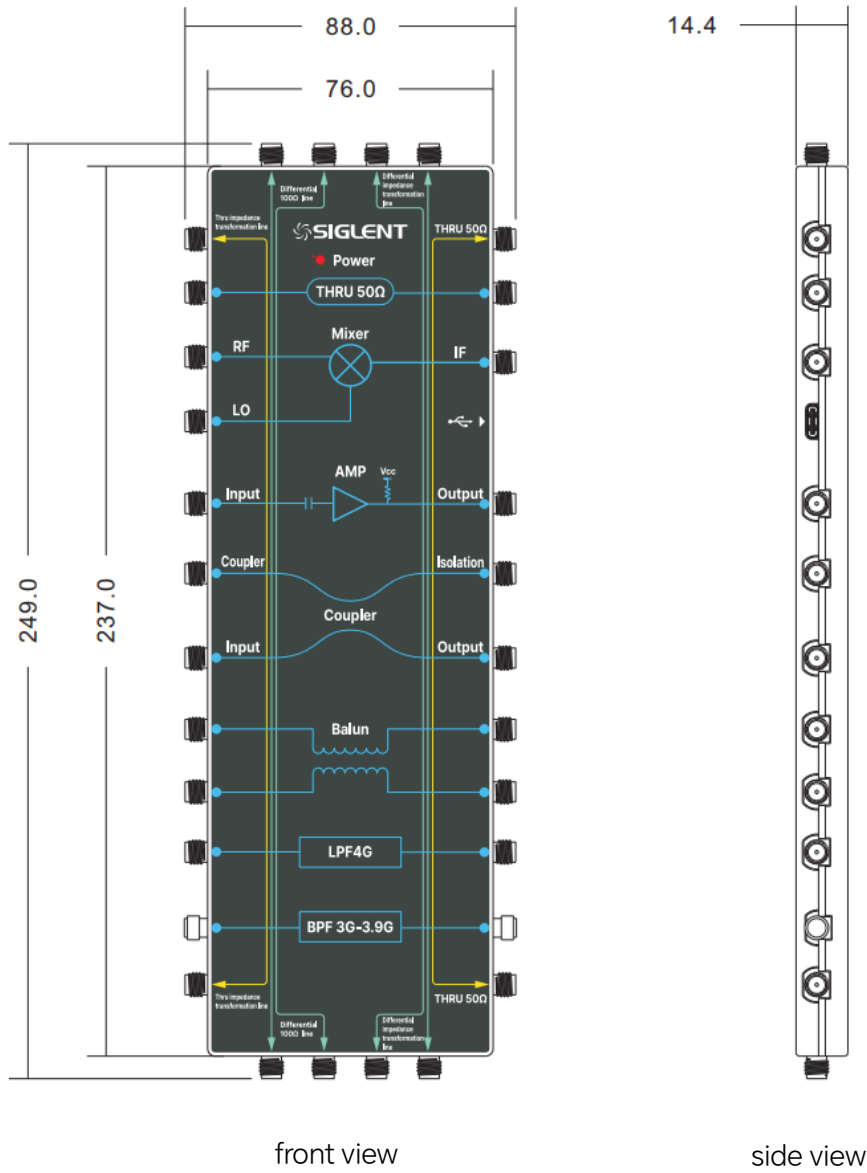 88.0
14.4
76.0
Differential
100Ω line
Differential
impedance
transformation
line
Thru impedance
transformation line
SIGLENT
THRU 50Ω
Power
THRU 50Ω
Mixer
RF
IF
LO
AMP
Vcc
Input
Output
Coupler
Isolation
249.0
237.0
Coupler
Input
Output
Balun
LPF4G
BPF 3G-3.9G
Thru impedance
transformation line
THRU 50Ω
Differential
100Ω line
Differential
impedance
transformation
line
front view
side view